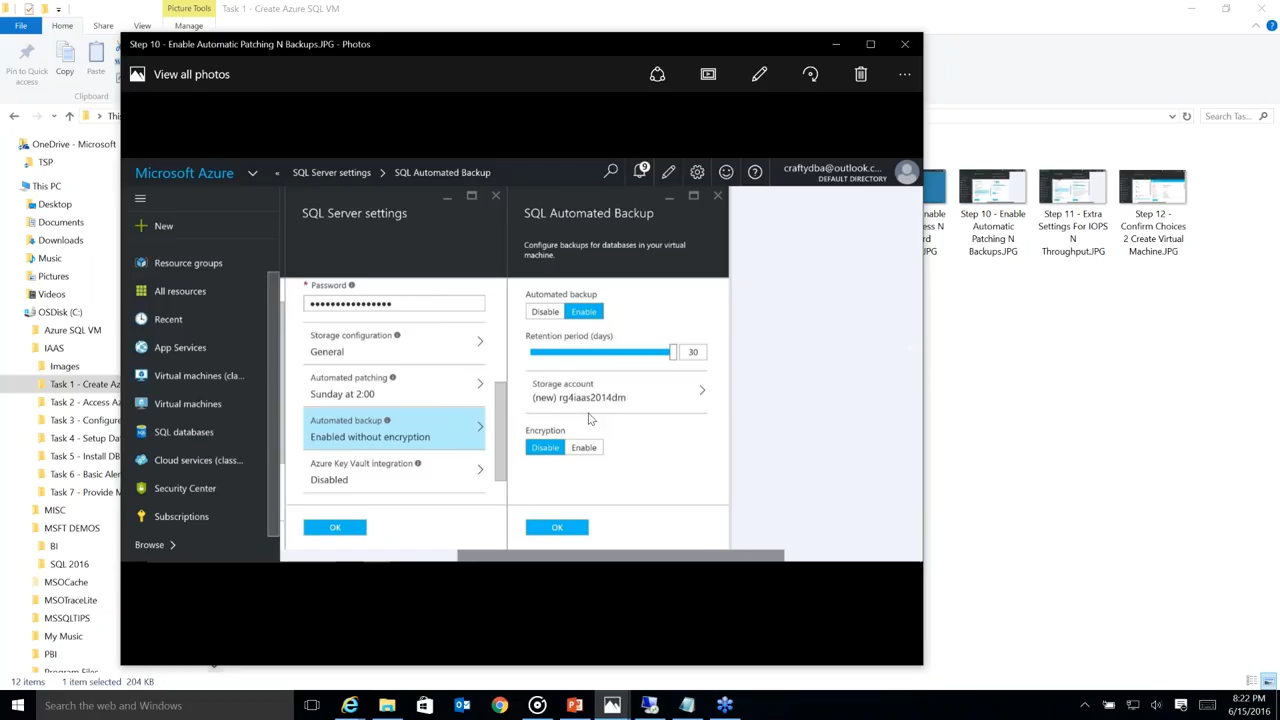 Picture Tools
Task 1 - Create Azure SQL VM
File
Home
Share
View
Manage
Pin to Quick
access
Copy
Paste
Clipboard
Step 10 - Enable Automatic Patching N Backups.JPG - Photos
View all photos
Thi
Search Tas...
OneDrive - Microsoft
TSP
This PC
Desktop
Documents
Downloads
Music
Pictures
Videos
OSDisk (C:)
Azure SQL VM
IAAS
Images
Task 1 - Create Az
Task 2 - Access Az
Task 3 - Configure
Task 4 - Setup Dat
Task 5 - Install DB
Task 6 - Basic Aler
Task 7 - Provide M
MISC
MSFT DEMOS
BI
SQL 2016
MSOCache
MSOTraceLite
MSSQLTIPS
My Music
PBI
Program Files
12 items
1 item selected 204 KB
Microsoft Azure
SQL Server settings > SQL Automated Backup
9
craftydba@outlook.c...
DEFAULT DIRECTORY
New
Resource groups
All resources
Recent
App Services
Virtual machines (cla...
Virtual machines
SQL databases
Cloud services (class...
Security Center
Subscriptions
Browse >
SQL Server settings
* Password
Storage configuration
General
Automated patching
Sunday at 2:00
Automated backup
Enabled without encryption
Azure Key Vault integration
Disabled
OK
SQL Automated Backup
Configure backups for databases in your virtual
machine.
Automated backup
Disable Enable
Retention period (days)
30
Storage account
(new) rg4iaas2014dm
Encryption
Disable Enable
OK
nable
ess N
rd
JPG
Step 10 - Enable
Automatic
Patching N
Backups.JPG
Step 11 - Extra
Settings For IOPS
N
Throughput.JPG
Step 12 -
Confirm Choices
2 Create Virtual
Machine.JPG
Search the web and Windows
8:22 PM
6/15/2016